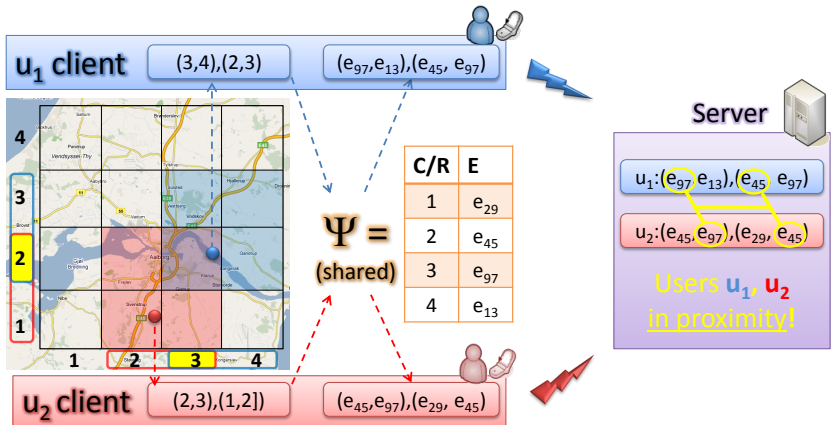 u1 client
(3,4),(2,3)
(e97,e13),(e45, e97)
4
3
2
1
1 2 3 4
Aalborg
Ψ =
(shared)
C/R E
1 e29
2 e45
3 e97
4 e13
Server
u1:(e97 e13),(e45 e97)
u2:(e45,e97),(e29, e45)
Users u1, u2
in proximity!
u2 client
(2,3),(1,2])
(e45,e97),(e29, e45)